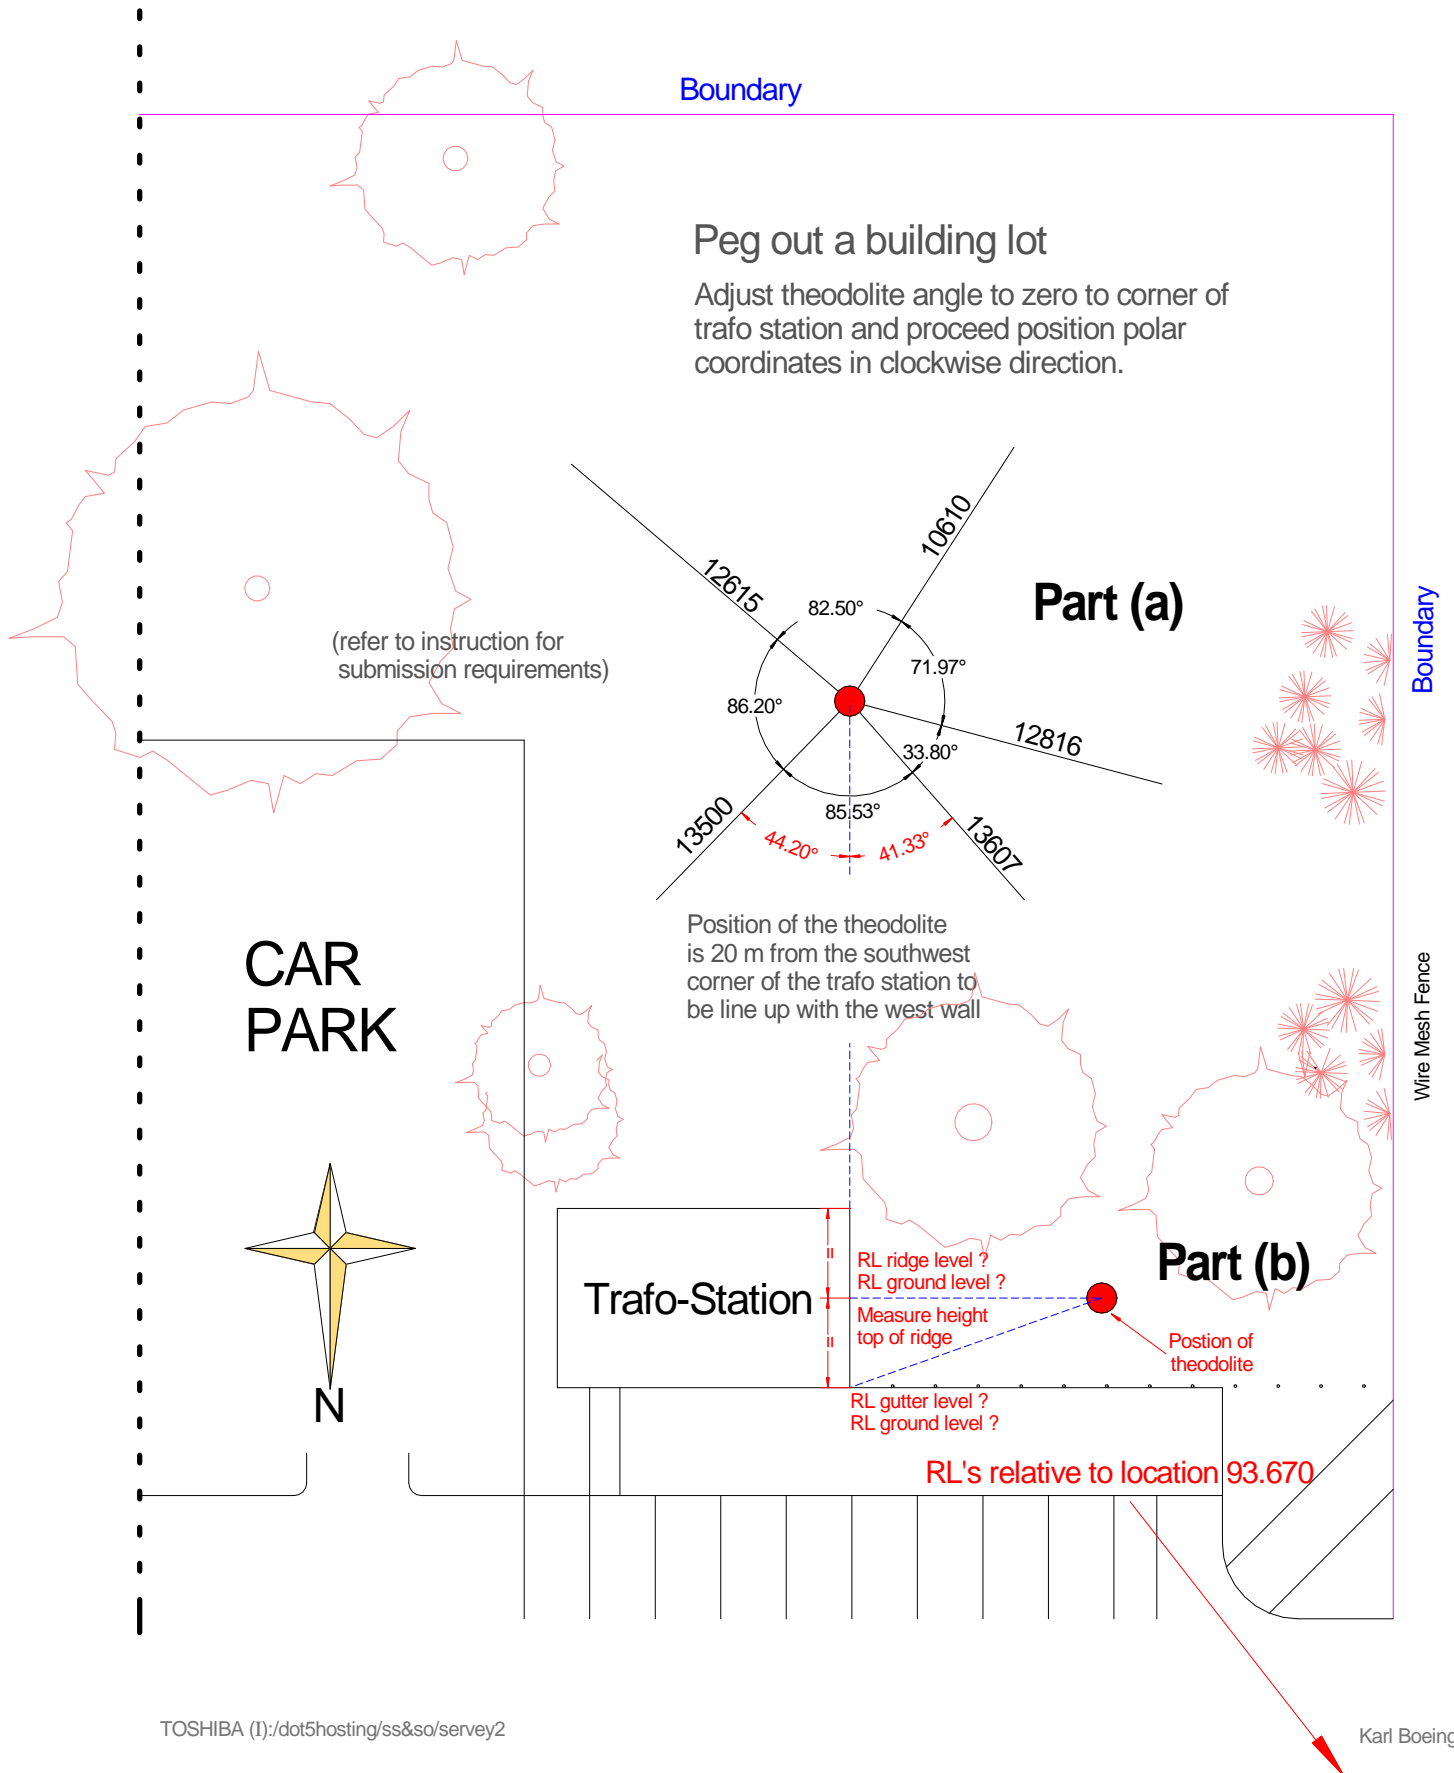 Boundary
Peg out a building lot
Adjust theodolite angle to zero to corner of
trafo station and proceed position polar
coordinates in clockwise direction.
10610
12615
82.50°
Part (a)
Boundary
(refer to instruction for
submission requirements)
71.97°
86.20°
12816
33.80°
85.53°
13500
44.20°
41.33°
13607
Position of the theodolite
is 20 m from the southwest
corner of the trafo station to
be line up with the west wall
CAR
PARK
Wire Mesh Fence
N
Trafo-Station
=
=
RL ridge level ?
RL ground level ?
Measure height
top of ridge
Part (b)
Postion of
theodolite
RL gutter level ?
RL ground level ?
RL's relative to location 93.670
TOSHIBA (I):/dot5hosting/ss&so/servey2
Karl Boeing